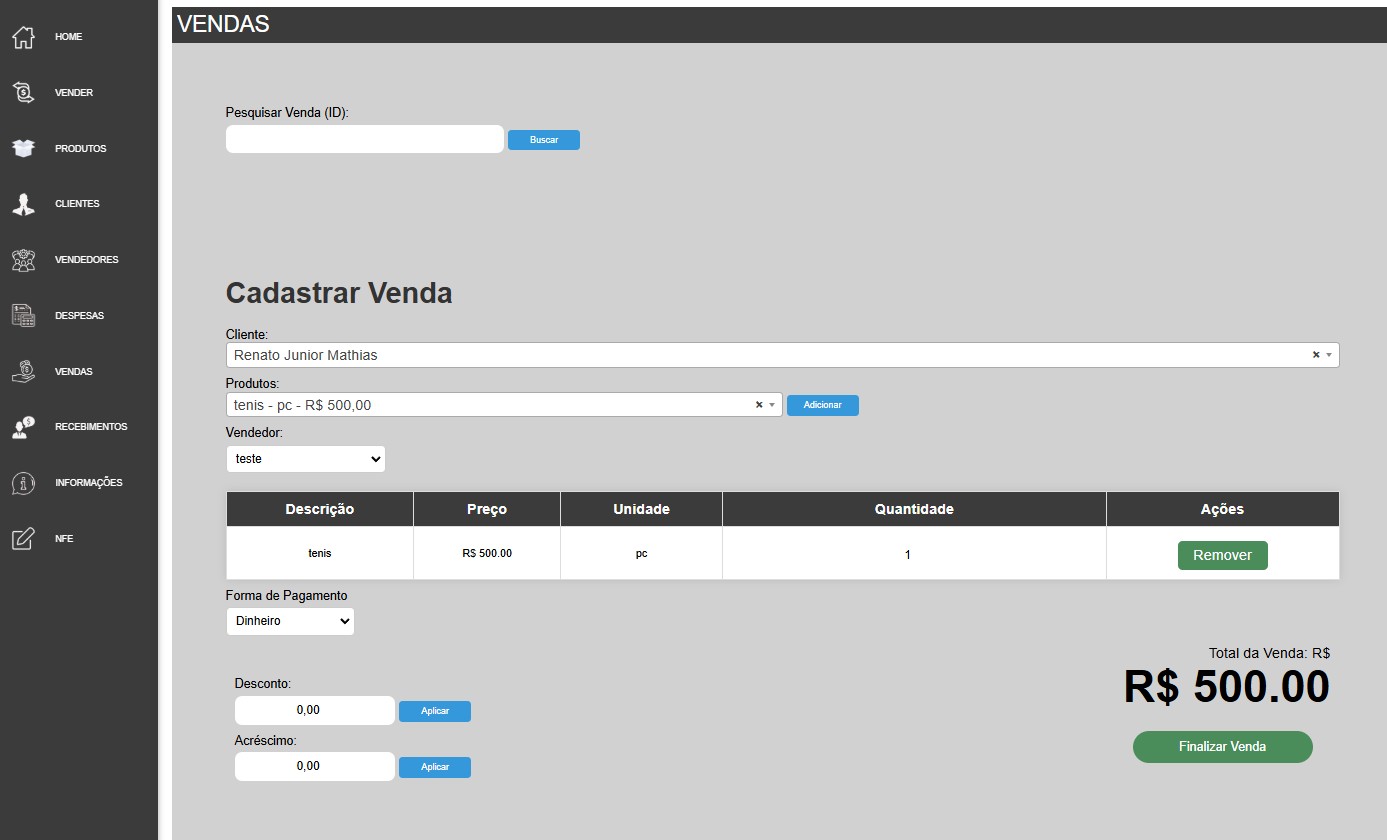 HOME
VENDER
PRODUTOS
CLIENTES
VENDEDORES
DESPESAS
VENDAS
RECEBIMENTOS
INFORMAÇÕES
NFE
VENDAS
Pesquisar Venda (ID):
Buscar
Cadastrar Venda
Cliente:
Renato Junior Mathias ×
Produtos:
tenis - pc - R$ 500,00 × Adicionar
Vendedor:
teste
Descrição Preço Unidade Quantidade Ações
tenis R$ 500.00 pc 1 Remover
Forma de Pagamento
Dinheiro
Desconto:
0,00 Aplicar
Acréscimo:
0,00 Aplicar
Total da Venda: R$
R$ 500.00
Finalizar Venda